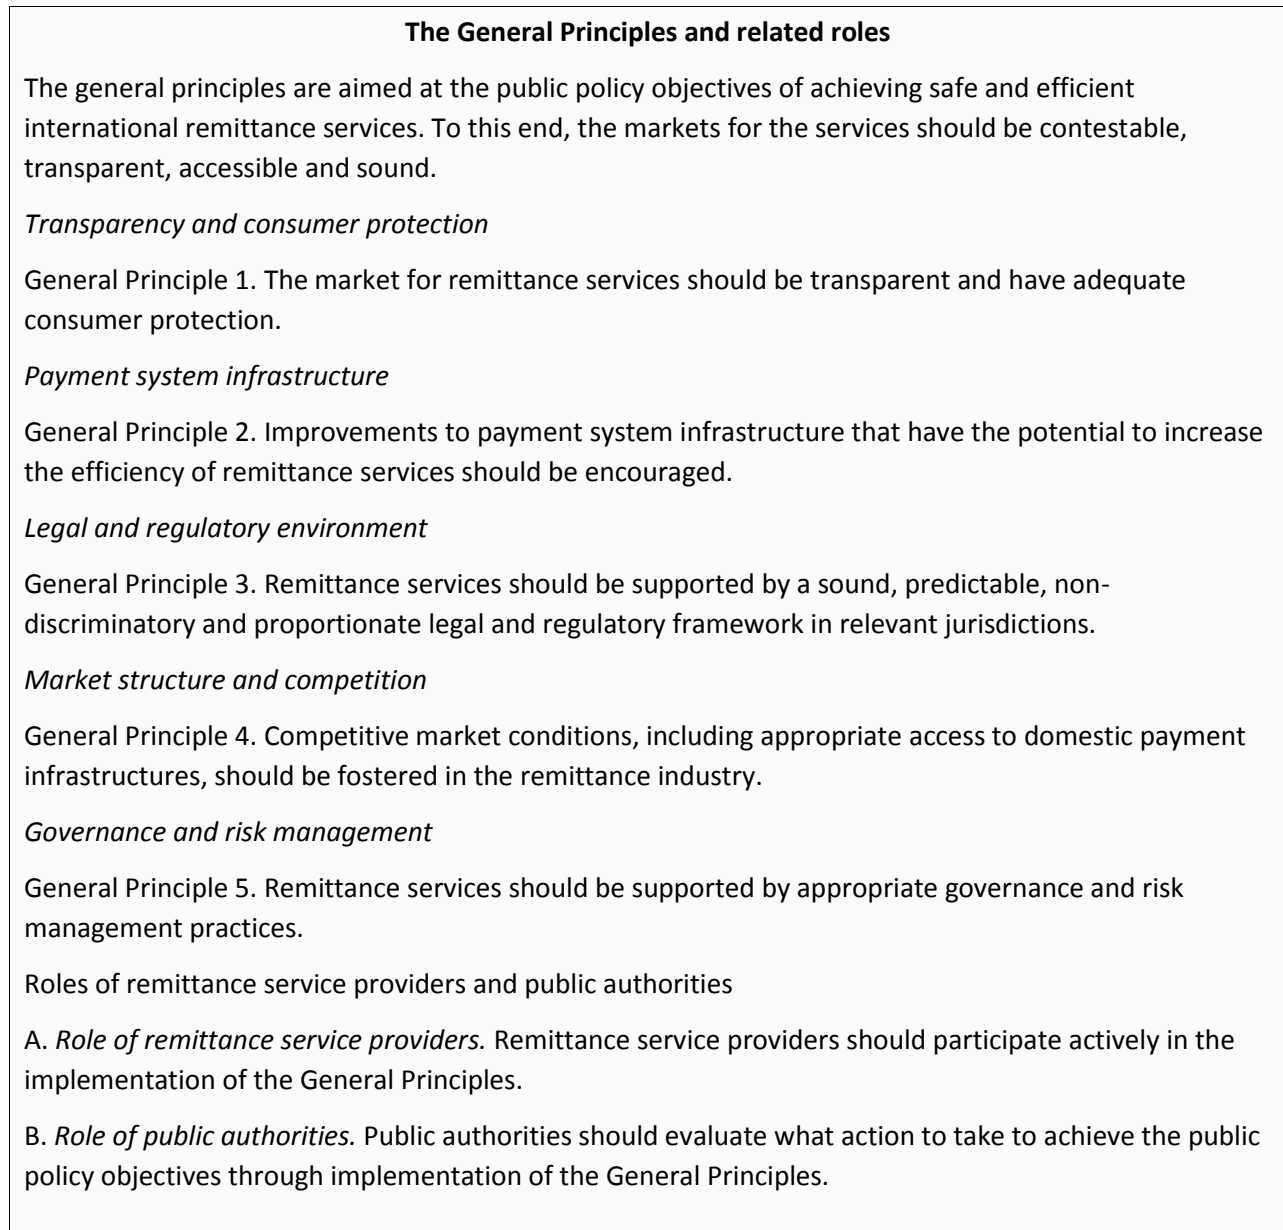 The General Principles and related roles
The general principles are aimed at the public policy objectives of achieving safe and efficient
international remittance services. To this end, the markets for the services should be contestable,
transparent, accessible and sound.
Transparency and consumer protection
General Principle 1. The market for remittance services should be transparent and have adequate
consumer protection.
Payment system infrastructure
General Principle 2. Improvements to payment system infrastructure that have the potential to increase
the efficiency of remittance services should be encouraged.
Legal and regulatory environment
General Principle 3. Remittance services should be supported by a sound, predictable, non-
discriminatory and proportionate legal and regulatory framework in relevant jurisdictions.
Market structure and competition
General Principle 4. Competitive market conditions, including appropriate access to domestic payment
infrastructures, should be fostered in the remittance industry.
Governance and risk management
General Principle 5. Remittance services should be supported by appropriate governance and risk
management practices.
Roles of remittance service providers and public authorities
A. Role of remittance service providers. Remittance service providers should participate actively in the
implementation of the General Principles.
B. Role of public authorities. Public authorities should evaluate what action to take to achieve the public
policy objectives through implementation of the General Principles.